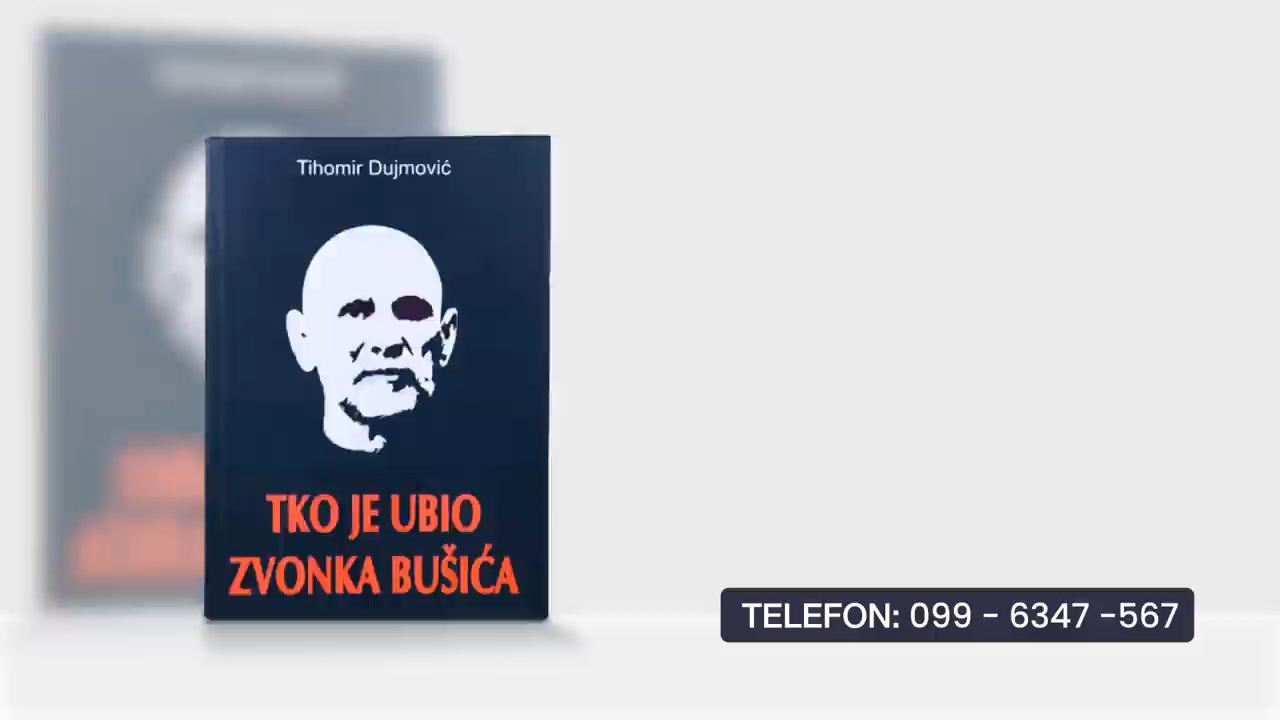 Tihomir Dujmović
TKO JE UBIO
ZVONKA BUŠIĆA
TELEFON: 099 - 6347 -567